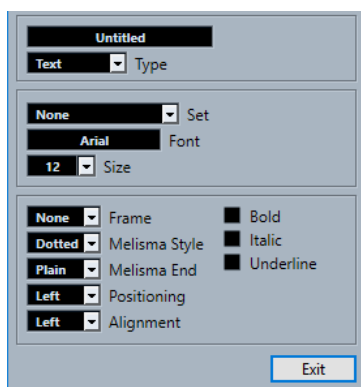 Untitled
Text Type
None Set
Arial Font
12 Size
None Frame Bold
Dotted Melisma Style Italic
Plain Melisma End Underline
Left Positioning
Left Alignment
Exit